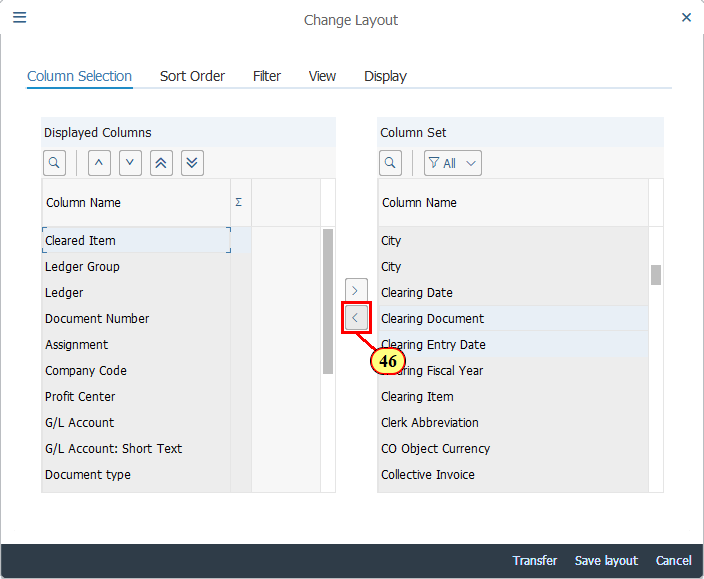 Change Layout
Column Selection Sort Order Filter View Display
Displayed Columns
Column Name Σ
Cleared Item
Ledger Group
Ledger
Document Number
Assignment
Company Code
Profit Center
G/L Account
G/L Account: Short Text
Document type
46
Column Set
All
Column Name
City
City
Clearing Date
Clearing Document
Clearing Entry Date
Clearing Fiscal Year
Clearing Item
Clerk Abbreviation
CO Object Currency
Collective Invoice
Transfer Save layout Cancel